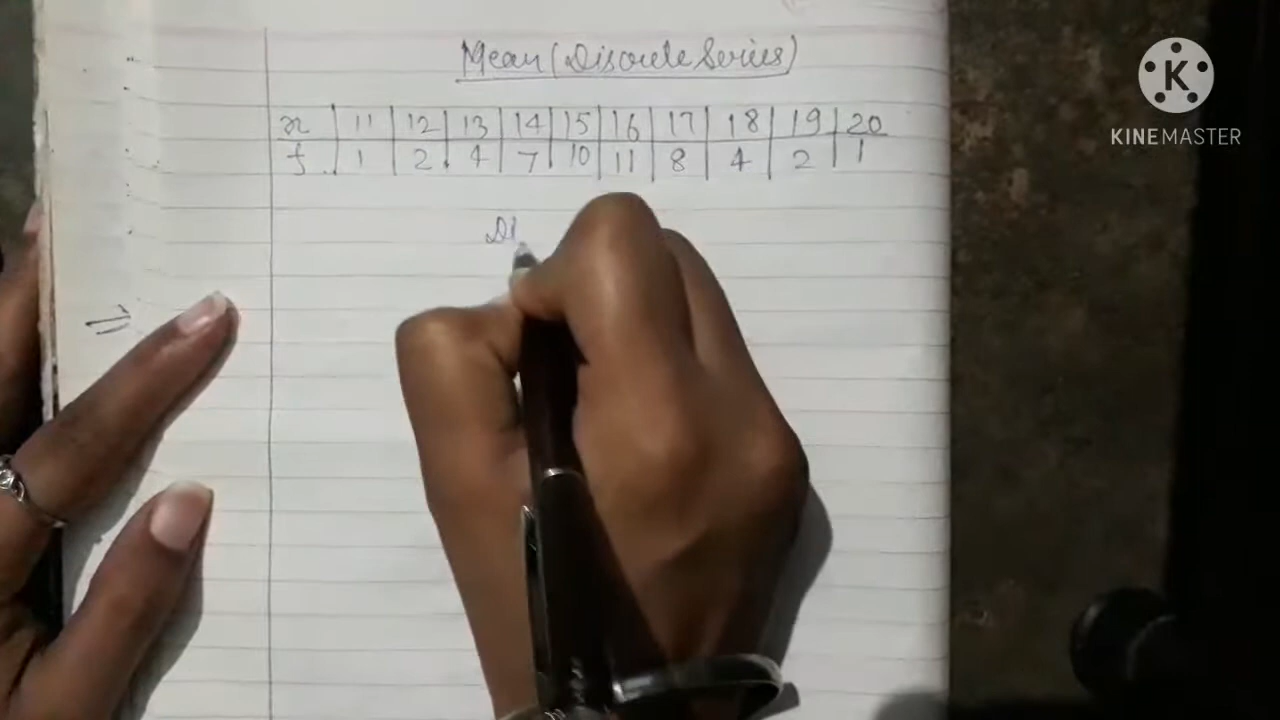 Mean (Discrete Series)
x 11 12 13 14 15 16 17 18 19 20
f 1 2 4 7 10 11 8 4 2 1
Di
K
KINEMASTER